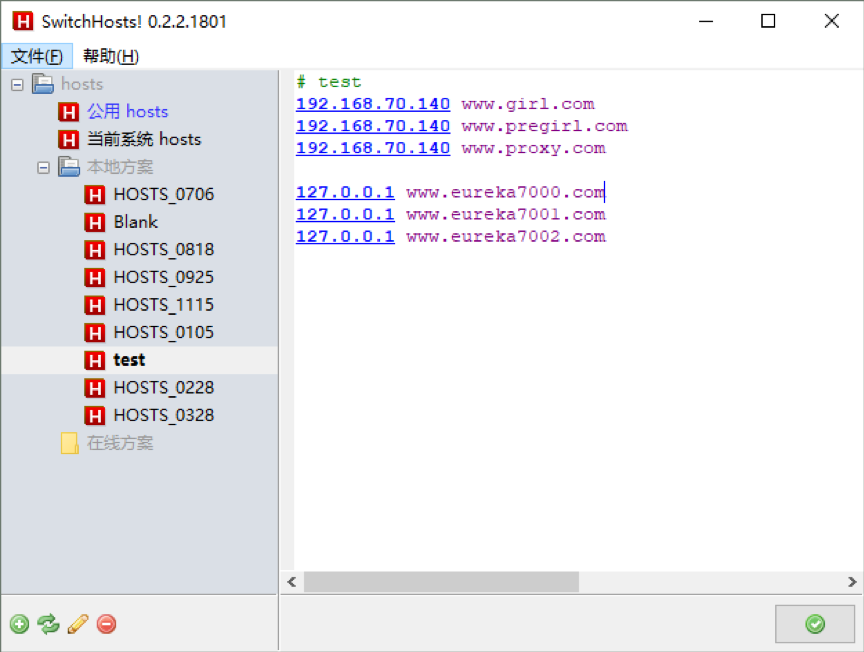 SwitchHosts! 0.2.2.1801
文件(F) 帮助(H)
hosts
公用 hosts
当前系统 hosts
本地方案
HOSTS_0706
Blank
HOSTS_0818
HOSTS_0925
HOSTS_1115
HOSTS_0105
test
HOSTS_0228
HOSTS_0328
在线方案
# test
192.168.70.140 www.girl.com
192.168.70.140 www.pregirl.com
192.168.70.140 www.proxy.com
127.0.0.1 www.eureka7000.com
127.0.0.1 www.eureka7001.com
127.0.0.1 www.eureka7002.com